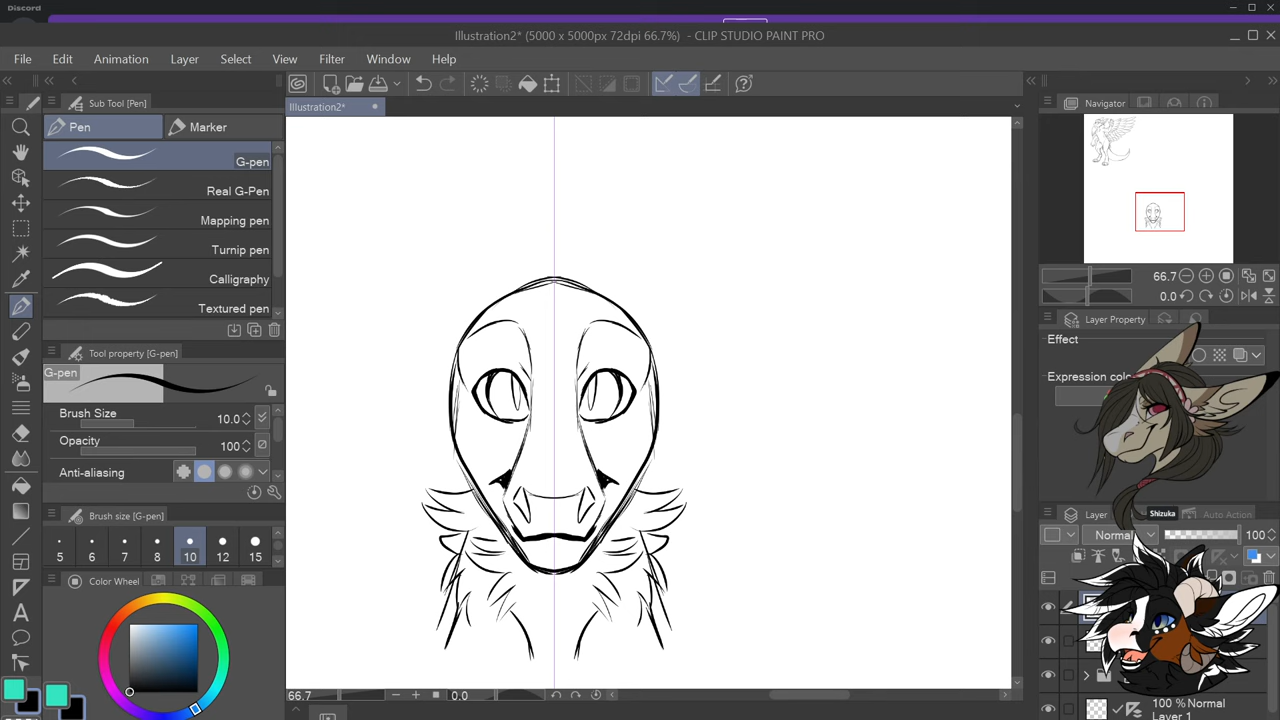 Discord
Illustration2* (5000 x 5000px 72dpi 66.7%) - CLIP STUDIO PAINT PRO
File Edit Animation Layer Select View Filter Window Help
Sub Tool [Pen]
Illustration2*
Navigator
Pen
Marker
G-pen
Real G-Pen
Mapping pen
Turnip pen
Calligraphy
Textured pen
66.7
0.0
Layer Property
Effect
Expression colo
Tool property [G-pen]
G-pen
Brush Size 10.0
Opacity 100
Anti-aliasing
Brush size [G-pen]
5 6 7 8 10 12 15
Color Wheel
Shizuka
Layer
Auto Action
Normal 100
100 % Normal
Layer 1
66.7 0.0